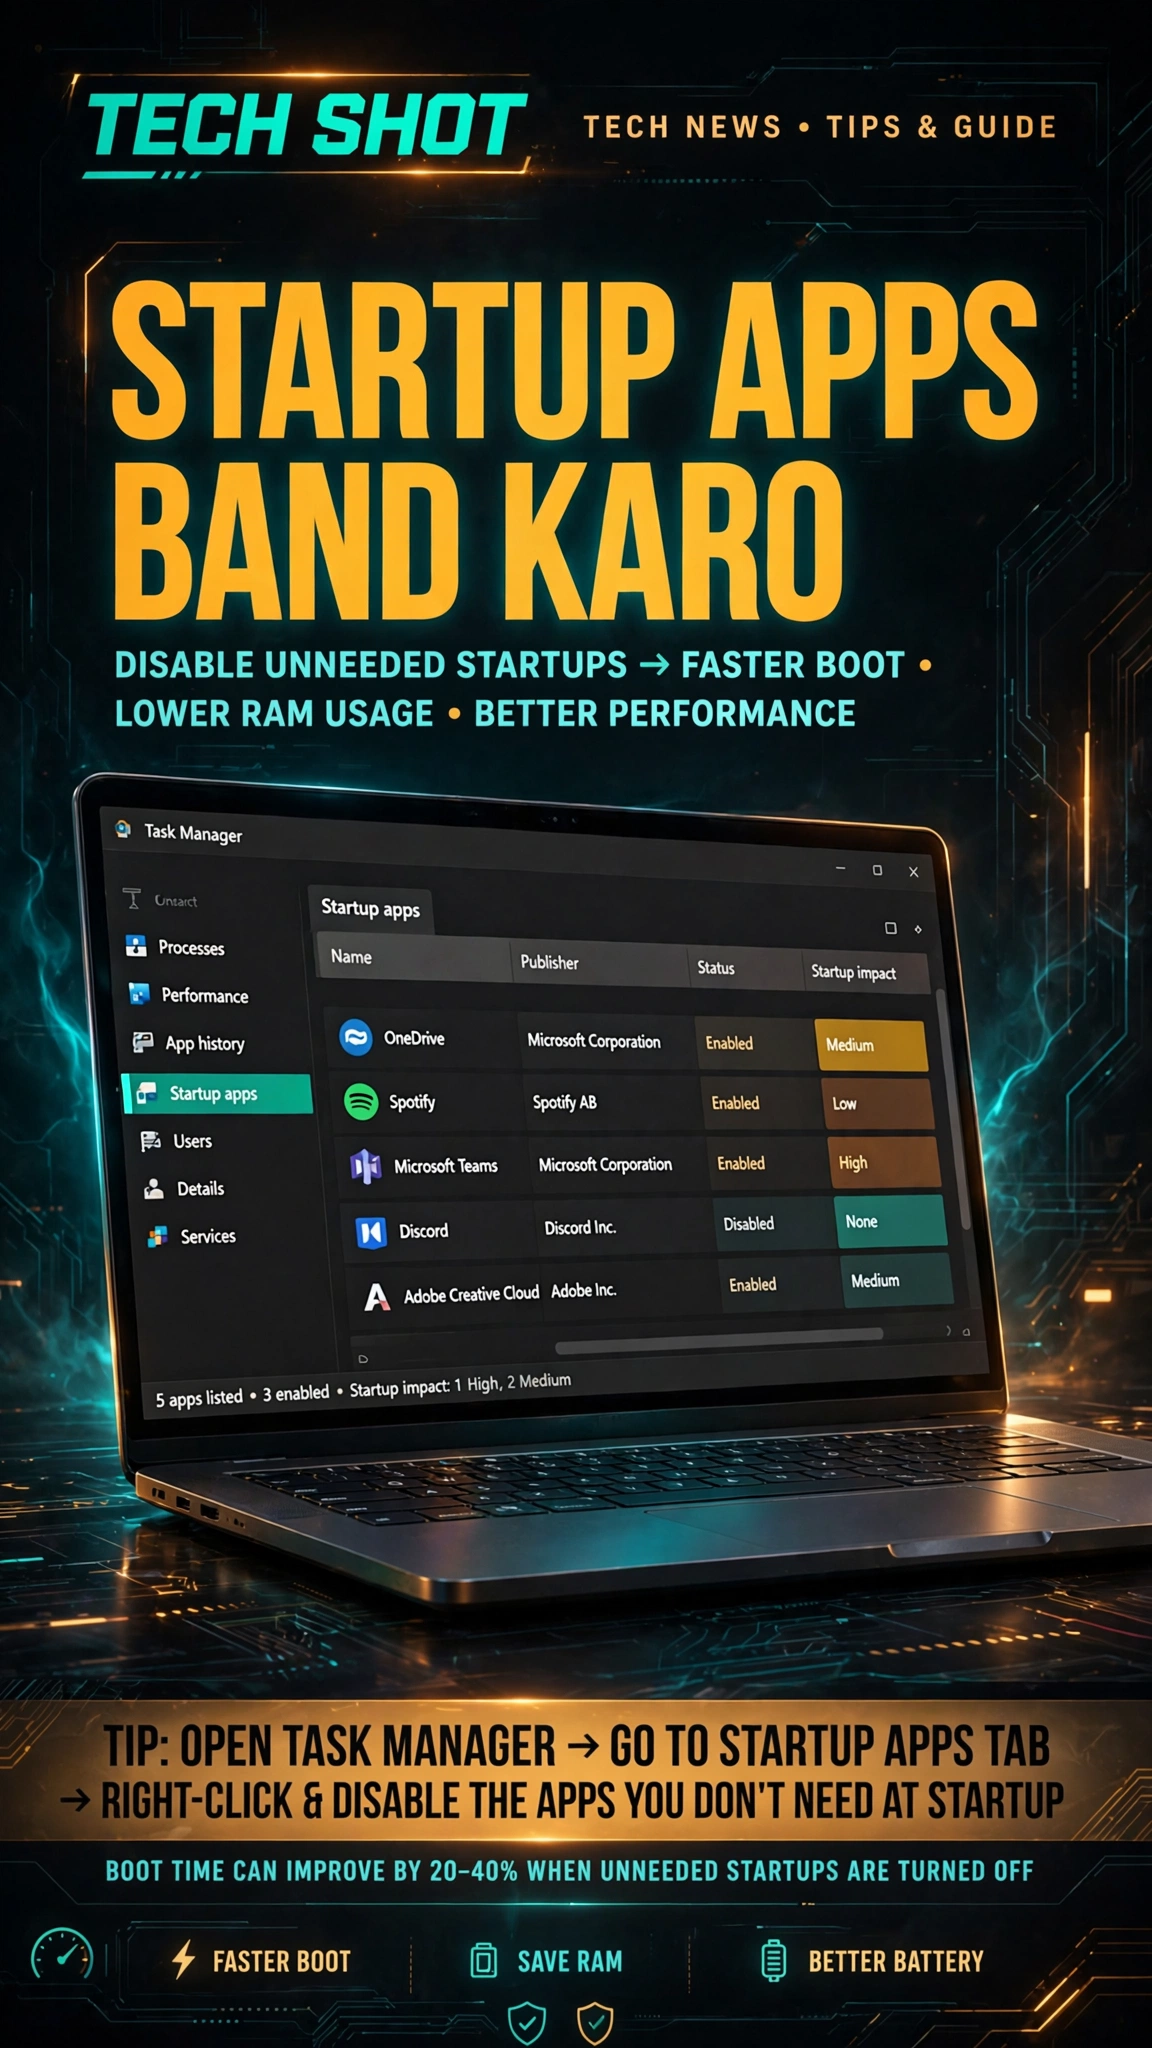 TECH SHOT
TECH NEWS • TIPS & GUIDE
STARTUP APPS
BAND KARO
DISABLE UNNEEDED STARTUPS → FASTER BOOT •
LOWER RAM USAGE • BETTER PERFORMANCE
Task Manager
Processes
Performance
App history
Startup apps
Users
Details
Services
Startup apps
Name Publisher Status Startup impact
OneDrive Microsoft Corporation Enabled Medium
Spotify Spotify AB Enabled Low
Microsoft Teams Microsoft Corporation Enabled High
Discord Discord Inc. Disabled None
Adobe Creative Cloud Adobe Inc. Enabled Medium
5 apps listed • 3 enabled • Startup impact: 1 High, 2 Medium
TIP: OPEN TASK MANAGER → GO TO STARTUP APPS TAB
→ RIGHT-CLICK & DISABLE THE APPS YOU DON'T NEED AT STARTUP
BOOT TIME CAN IMPROVE BY 20–40% WHEN UNNEEDED STARTUPS ARE TURNED OFF
FASTER BOOT
SAVE RAM
BETTER BATTERY